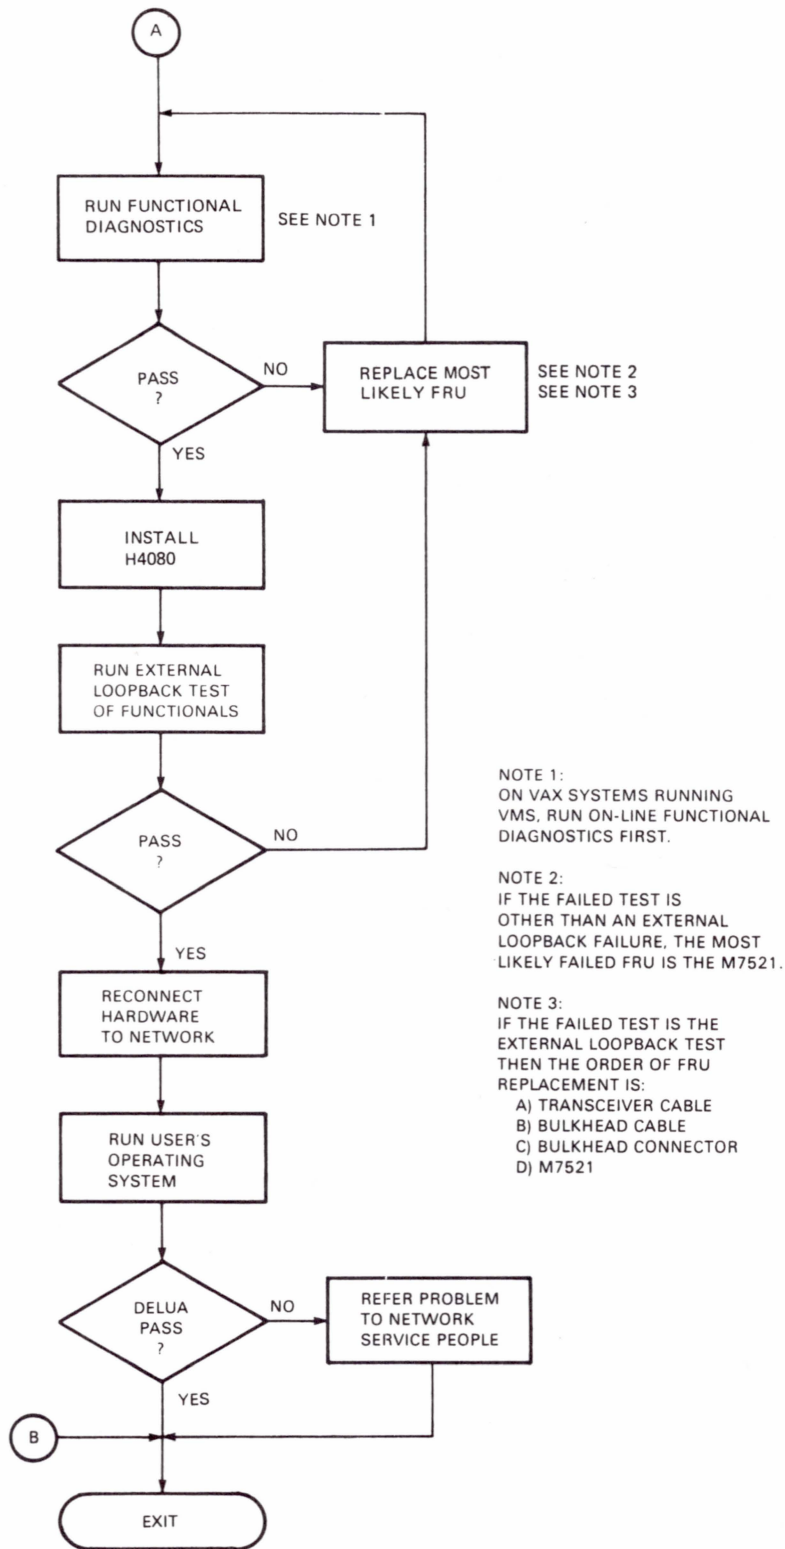 A
RUN FUNCTIONAL
DIAGNOSTICS
SEE NOTE 1
PASS
?
NO
YES
REPLACE MOST
LIKELY FRU
SEE NOTE 2
SEE NOTE 3
INSTALL
H4080
RUN EXTERNAL
LOOPBACK TEST
OF FUNCTIONALS
PASS
?
NO
YES
RECONNECT
HARDWARE
TO NETWORK
RUN USER'S
OPERATING
SYSTEM
DELUA
PASS
?
NO
YES
REFER PROBLEM
TO NETWORK
SERVICE PEOPLE
B
EXIT
NOTE 1:
ON VAX SYSTEMS RUNNING
VMS, RUN ON-LINE FUNCTIONAL
DIAGNOSTICS FIRST.
NOTE 2:
IF THE FAILED TEST IS
OTHER THAN AN EXTERNAL
LOOPBACK FAILURE, THE MOST
LIKELY FAILED FRU IS THE M7521.
NOTE 3:
IF THE FAILED TEST IS THE
EXTERNAL LOOPBACK TEST
THEN THE ORDER OF FRU
REPLACEMENT IS:
A) TRANSCEIVER CABLE
B) BULKHEAD CABLE
C) BULKHEAD CONNECTOR
D) M7521